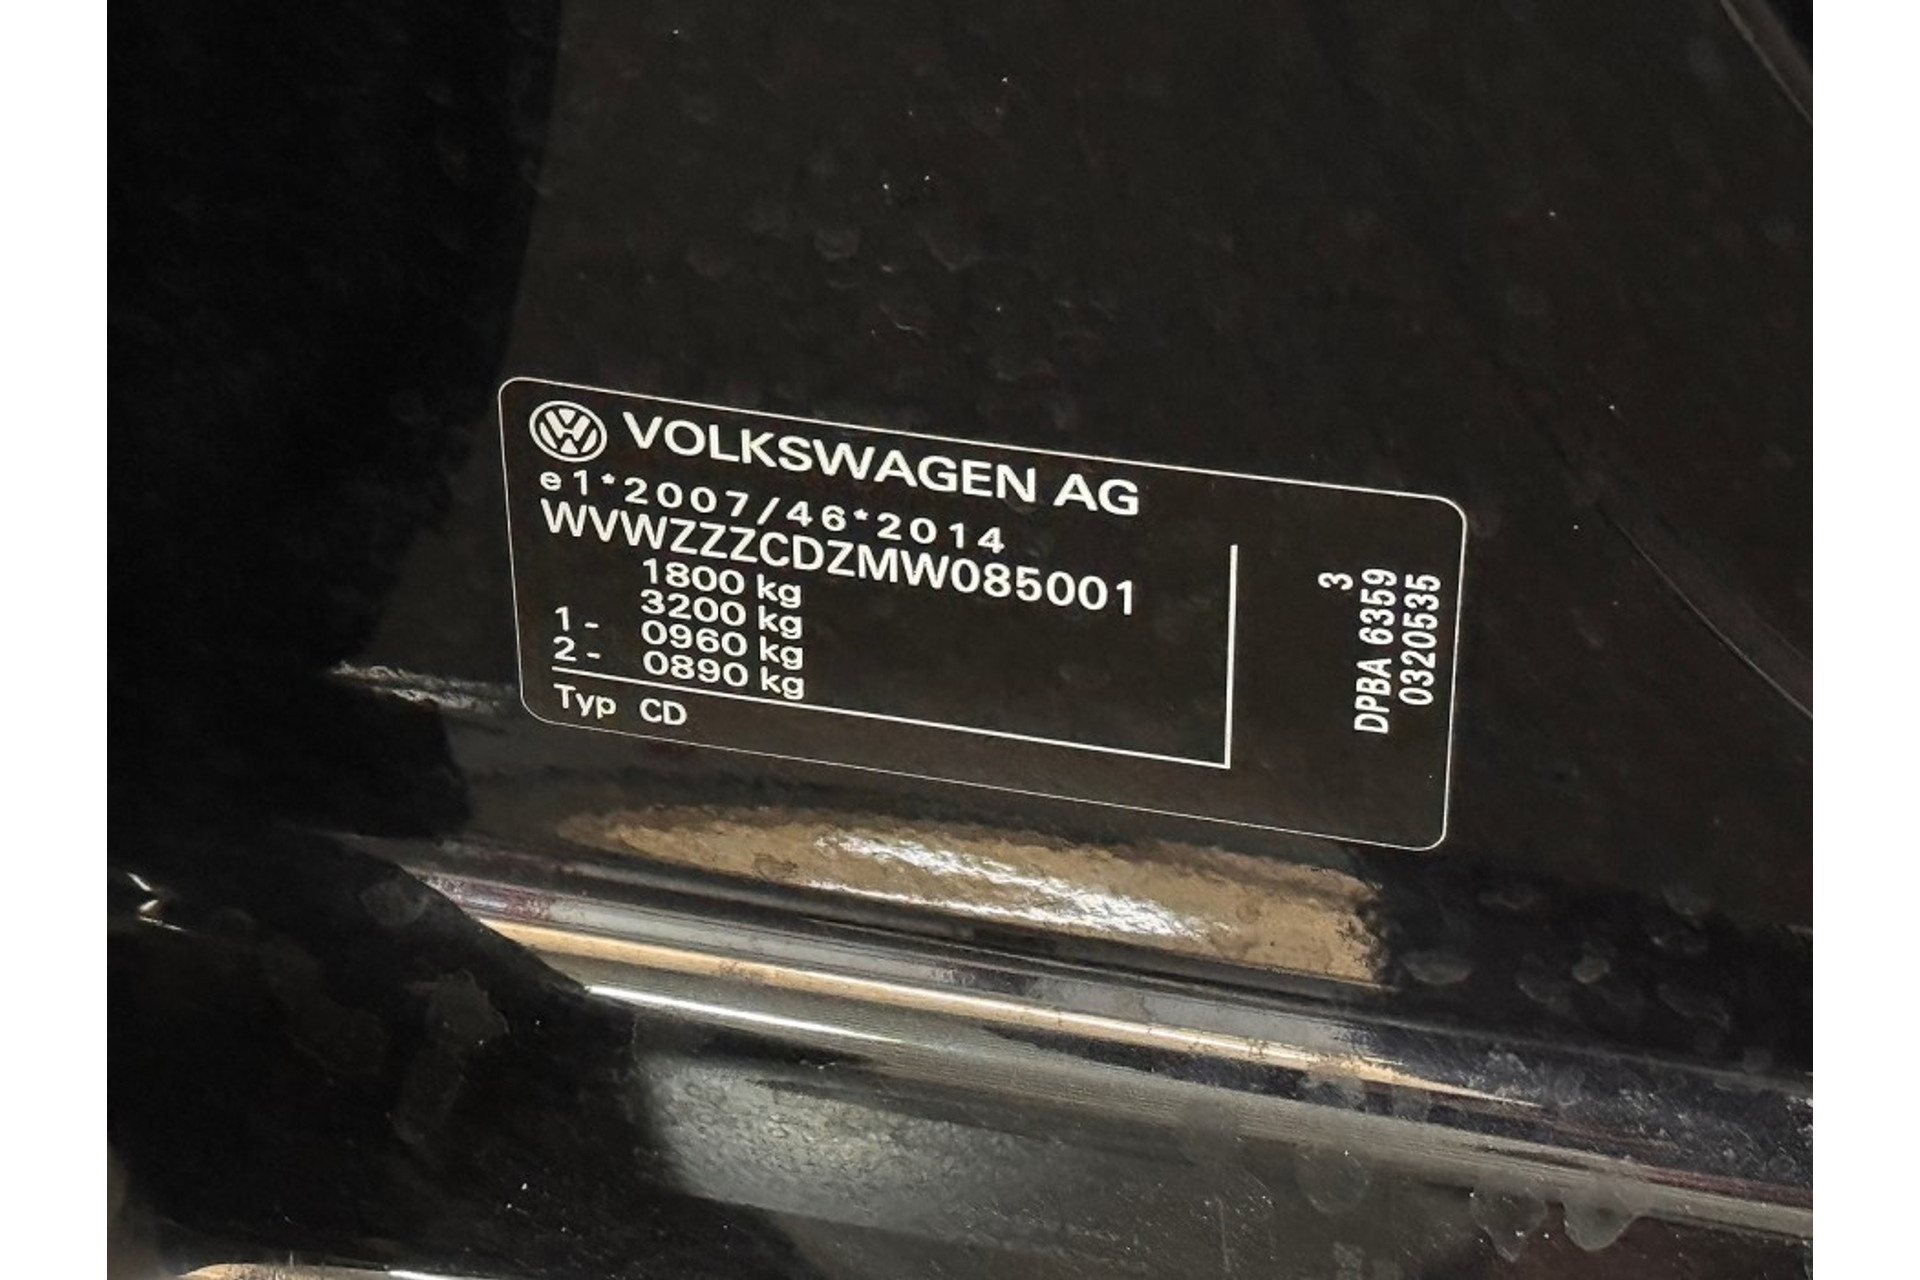 VOLKSWAGEN AG
e1*2007/46*2014
WVWZZZCDZMW085001
1800 kg
3200 kg
1- 0960 kg
2- 0890 kg
Typ CD
3
DPBA 6359
0320535